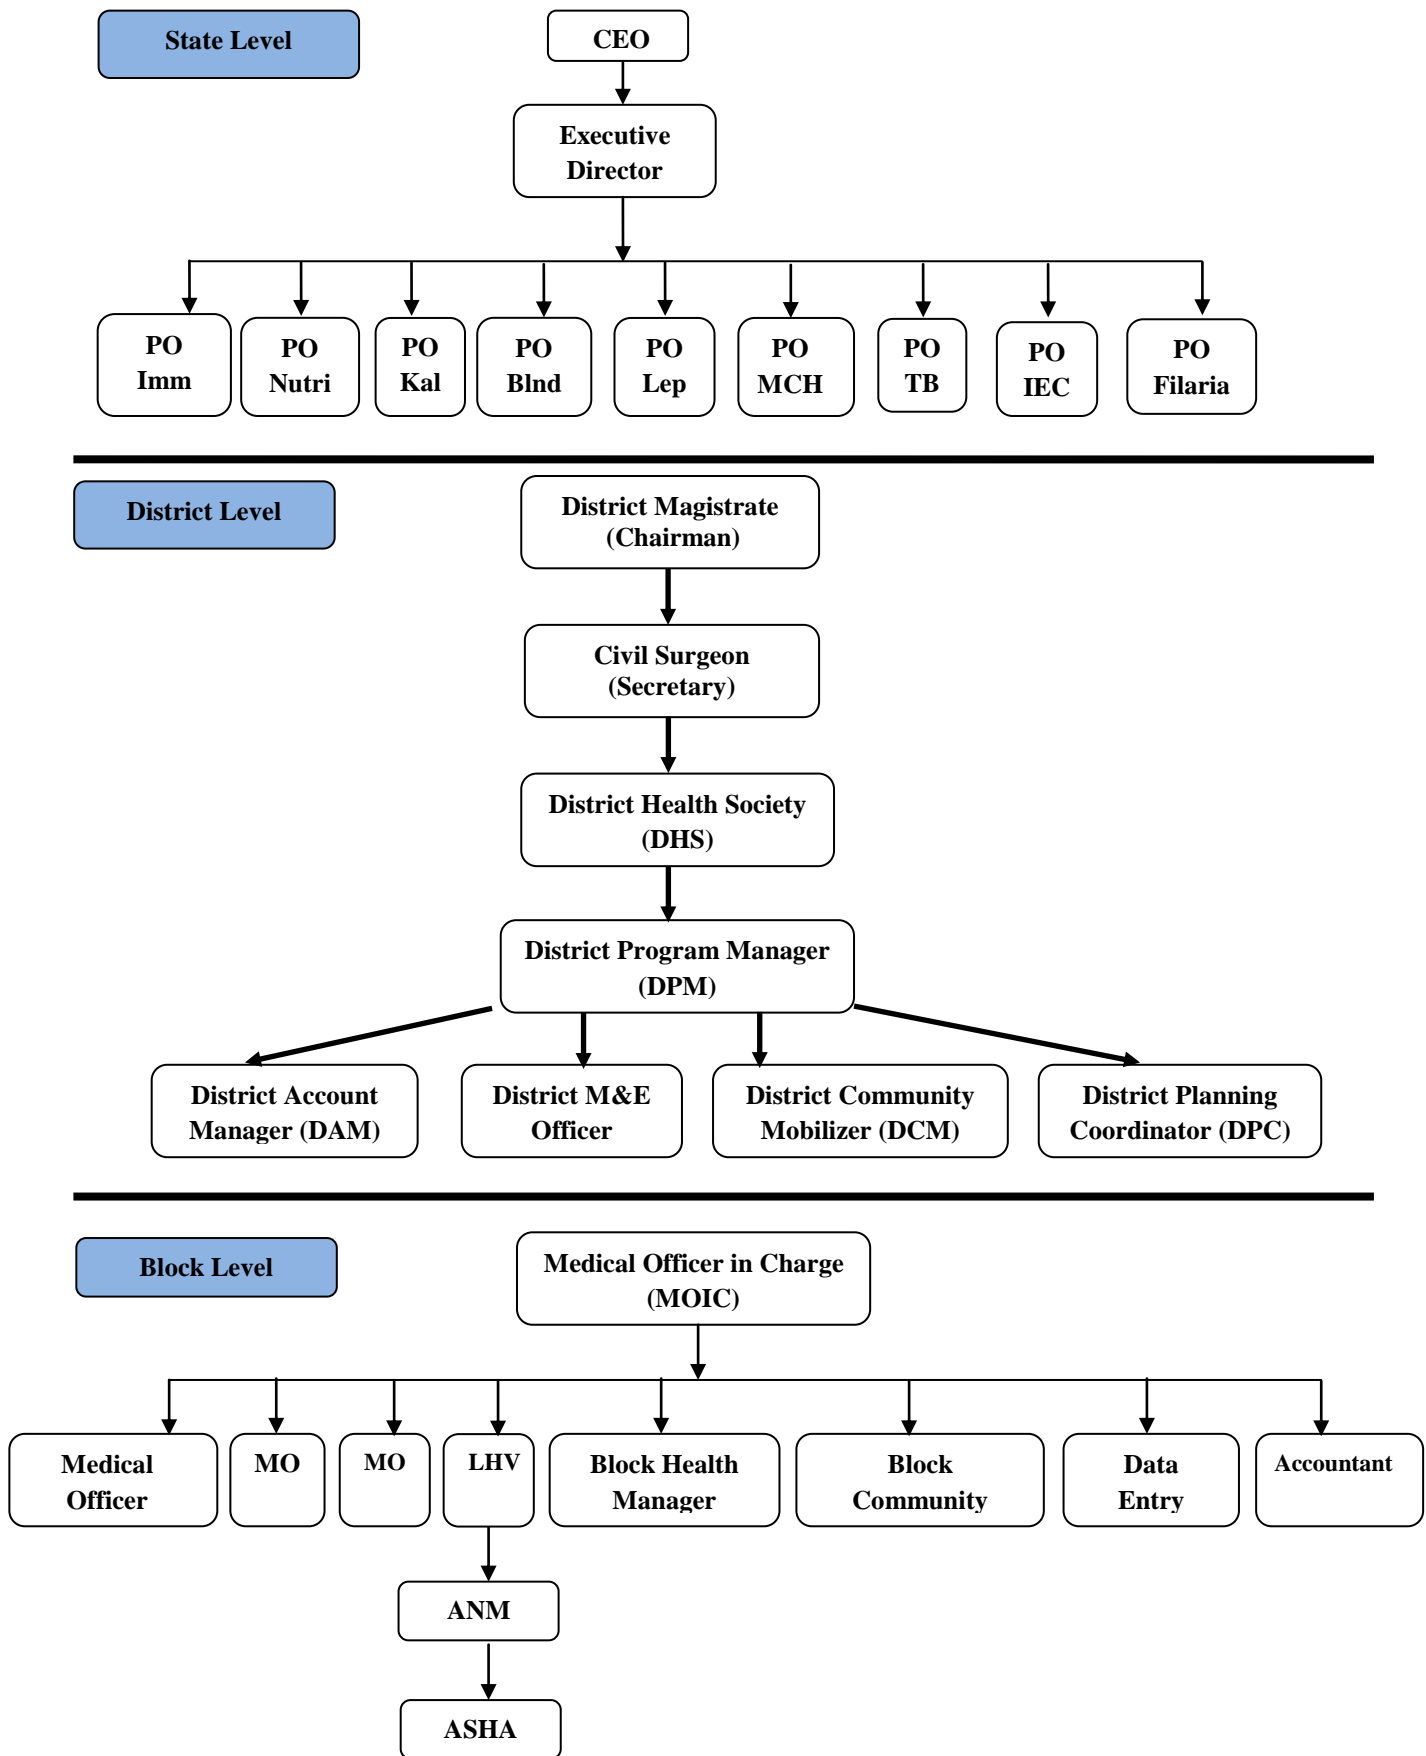 State Level
CEO
Executive
Director
PO
Imm
PO
Nutri
PO
Kal
PO
Blnd
PO
Lep
PO
MCH
PO
TB
PO
IEC
PO
Filaria
District Level
District Magistrate
(Chairman)
Civil Surgeon
(Secretary)
District Health Society
(DHS)
District Program Manager
(DPM)
District Account
Manager (DAM)
District M&E
Officer
District Community
Mobilizer (DCM)
District Planning
Coordinator (DPC)
Block Level
Medical Officer in Charge
(MOIC)
Medical
Officer
MO
MO
LHV
Block Health
Manager
Block
Community
Data
Entry
Accountant
ANM
ASHA